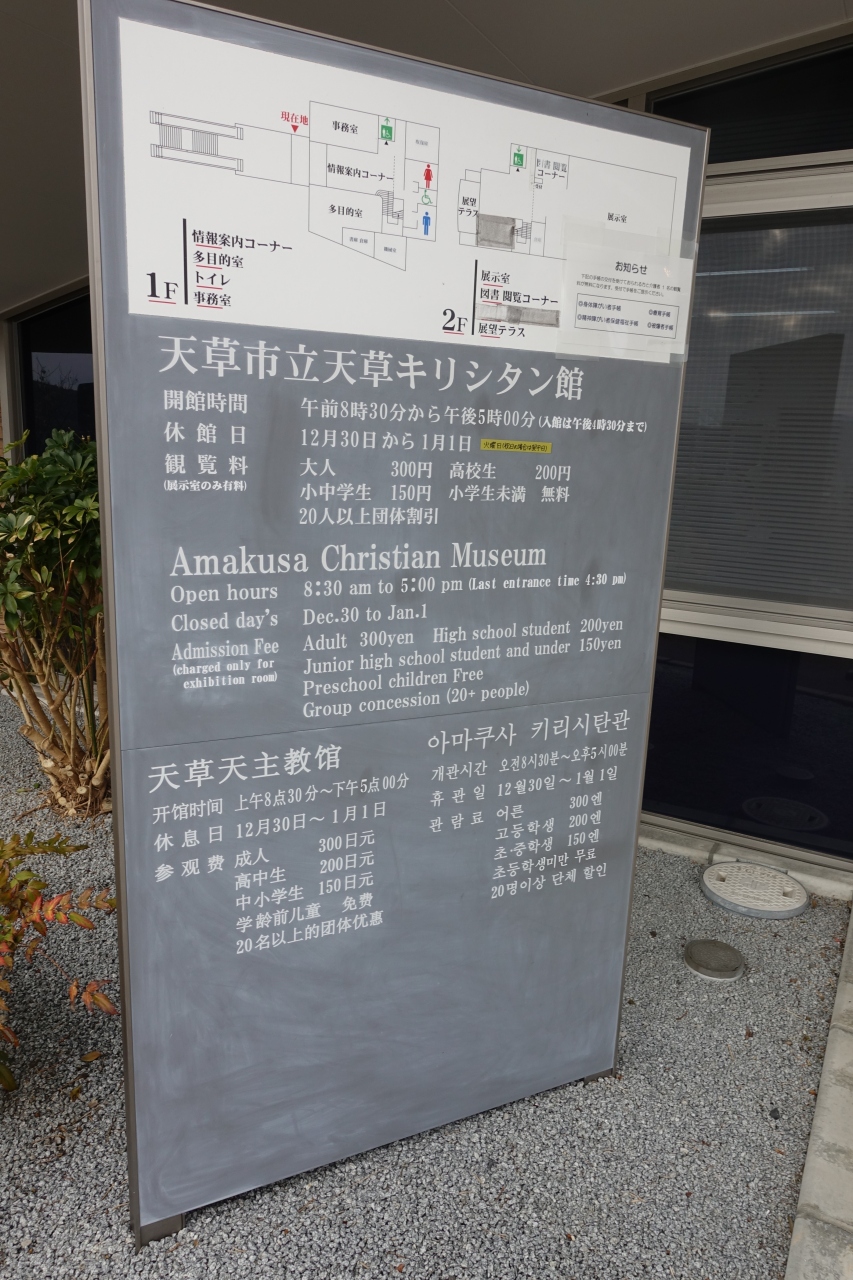 現在地
事務室
情報案内コーナー
多目的室
1F
情報案内コーナー
多目的室
トイレ
事務室
コーナー
展示室
展望
テラス
2F
展示室
図書 閲覧コーナー
展望テラス
お知らせ
天草市立天草キリシタン館
開館時間 午前8時30分から午後5時00分(入館は午後4時30分まで)
休館日 12月30日から1月1日
観覧料 大人 300円 高校生 200円
(展示室のみ有料) 小中学生 150円 小学生未満 無料
20人以上団体割引
Amakusa Christian Museum
Open hours 8:30 am to 5:00 pm (Last entrance time 4:30 pm)
Closed day's Dec.30 to Jan.1
Admission Fee Adult 300yen High school student 200yen
(charged only for Junior high school student and under 150yen
exhibition room) Preschool children Free
Group concession (20+ people)
天草天主教馆
开馆时间 上午8点30分～下午5点00分
休息日 12月30日～1月1日
参观费 成人 300日元
高中生 200日元
中小学生 150日元
学龄前儿童 免费
20名以上的团体优惠
아마쿠사 키리시탄관
개관시간 오전8시30분～오후5시00분
휴관일 12월30일～1월1일
관람료 어른 300엔
고등학생 200엔
초·중학생 150엔
초등학생미만 무료
20명이상 단체 할인